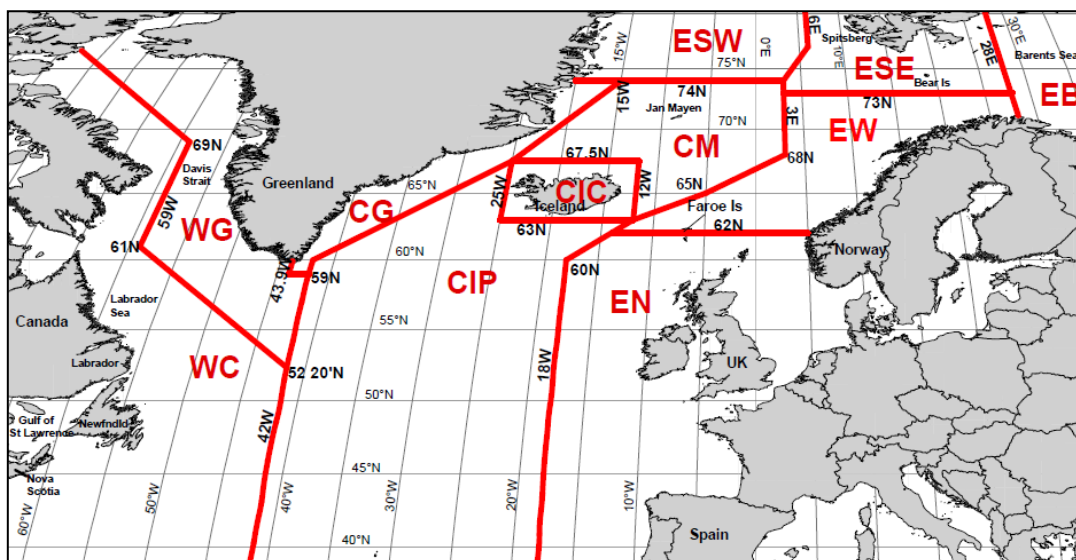 ESW
6E
Spitsberg
30°E
15°W
0°E
10°E
ESE
28E
Barents Sea
75°N
Bear Is
EB
15W
74N
73N
Jan Mayen
3E
EW
70°N
69N
CM
68N
Davis
Strait
67.5N
Greenland
65°N
25W
CIC
12W
65N
Iceland
59W
CG
Faroe Is
WG
63N
62N
61N
Norway
60°N
43.9W
59N
60N
CIP
EN
Labrador
Sea
Canada
55°N
UK
Labrador
WC
52 20'N
18W
50°N
Gulf of
St Lawrence
Newfndld
42W
Nova
Scotia
45°N
60°W
50°W
40°W
30°W
20°W
10°W
Spain
40°N